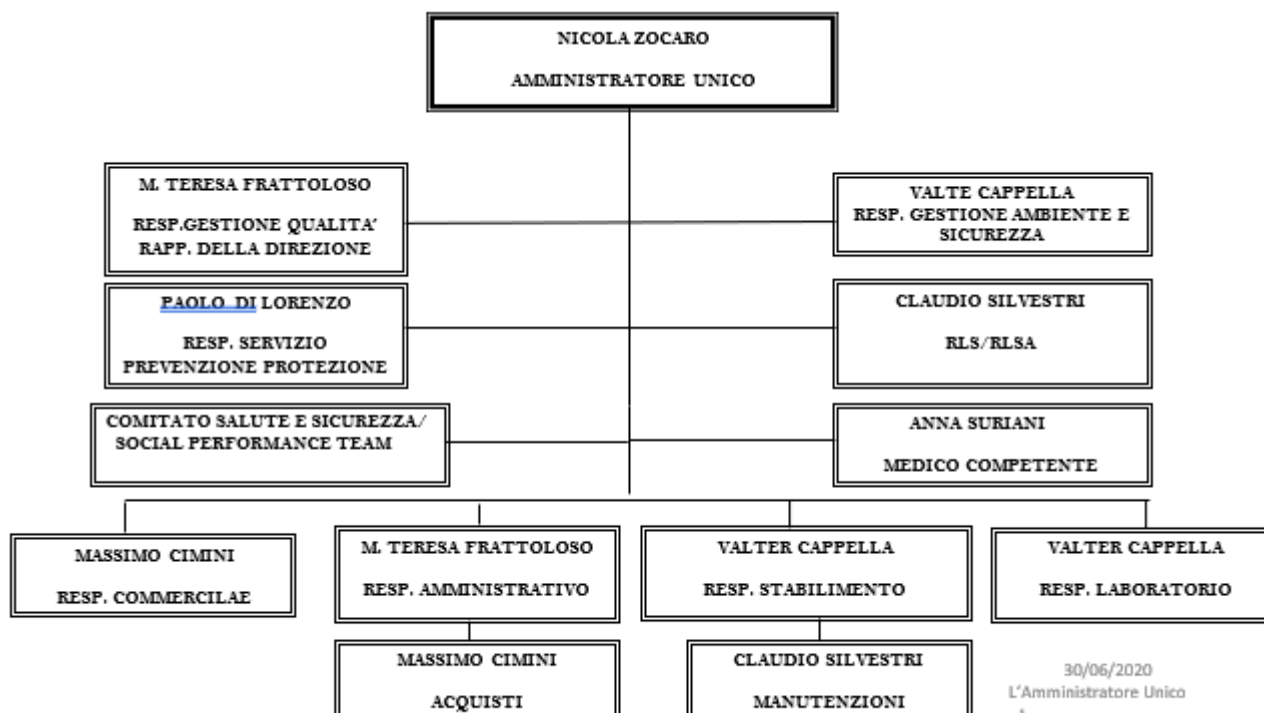 NICOLA ZOCARO
AMMINISTRATORE UNICO
M. TERESA FRATTOLOSO
RESP.GESTIONE QUALITA’
RAPP. DELLA DIREZIONE
VALTE CAPPELLA
RESP. GESTIONE AMBIENTE E
SICUREZZA
PAOLO DI LORENZO
RESP. SERVIZIO
PREVENZIONE PROTEZIONE
CLAUDIO SILVESTRI
RLS/RLSA
COMITATO SALUTE E SICUREZZA/
SOCIAL PERFORMANCE TEAM
ANNA SURIANI
MEDICO COMPETENTE
MASSIMO CIMINI
RESP. COMMERCILAE
M. TERESA FRATTOLOSO
RESP. AMMINISTRATIVO
VALTER CAPPELLA
RESP. STABILIMENTO
VALTER CAPPELLA
RESP. LABORATORIO
MASSIMO CIMINI
ACQUISTI
CLAUDIO SILVESTRI
MANUTENZIONI
30/06/2020
L’Amministratore Unico